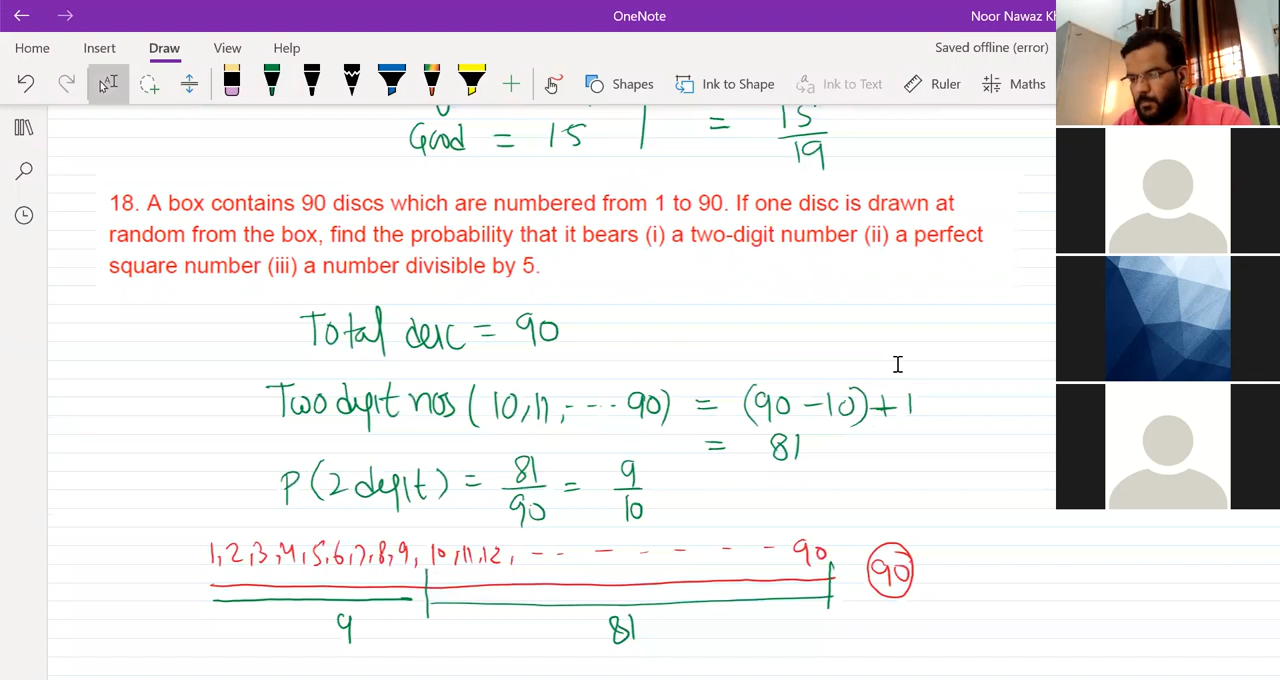 OneNote
Noor Nawaz Kh
Home Insert Draw View Help
Saved offline (error)
Shapes Ink to Shape Ink to Text Ruler Maths
Good = 15 = 15/19
18. A box contains 90 discs which are numbered from 1 to 90. If one disc is drawn at
random from the box, find the probability that it bears (i) a two-digit number (ii) a perfect
square number (iii) a number divisible by 5.
Total desc = 90
Two dygit nos (10, 11, ---- 90) = (90 - 10) + 1
= 81
P (2 degit) = 81/90 = 9/10
1, 2, 3, 4, 5, 6, 7, 8, 9, 10, 11, 12, -- - - - - - 90 90
9 81